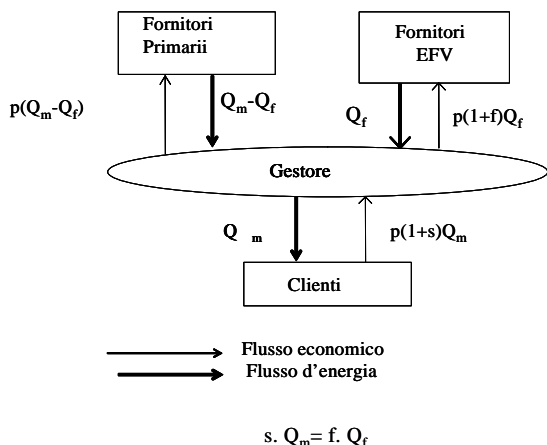 Fornitori
Primarii
Fornitori
EFV
p(Qm-Qf)
Qm-Qf
Qf
p(1+f)Qf
Gestore
Q m
p(1+s)Qm
Clienti
Flusso economico
Flusso d’energia
s. Qm= f. Qf